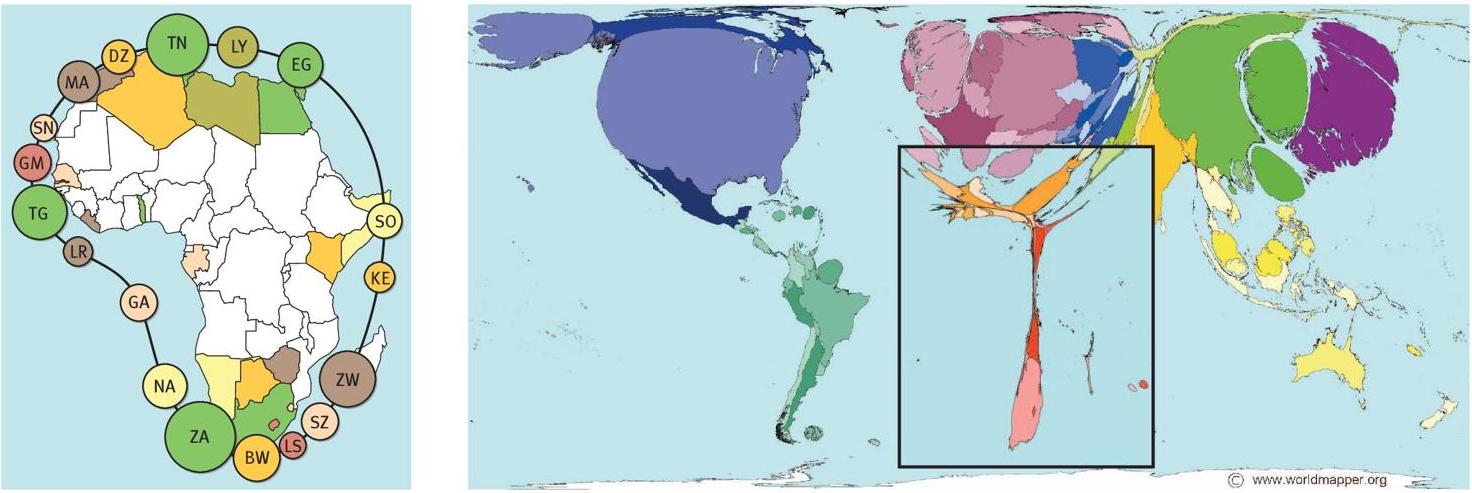 TN
LY
DZ
EG
MA
SN
GM
TG
SO
LR
KE
GA
NA
ZW
SZ
ZA
LS
BW
© www.worldmapper.org